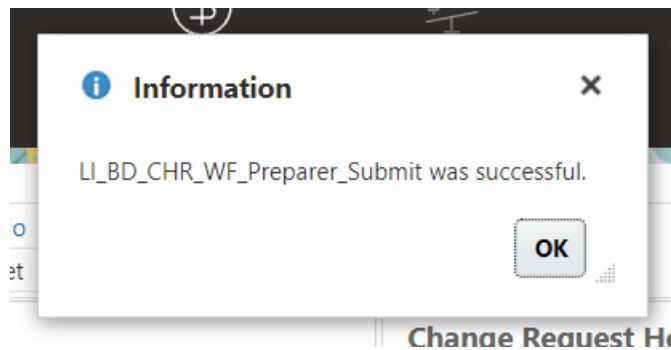 Information
LI_BD_CHR_WF_Preparer_Submit was successful.
OK
Change Request